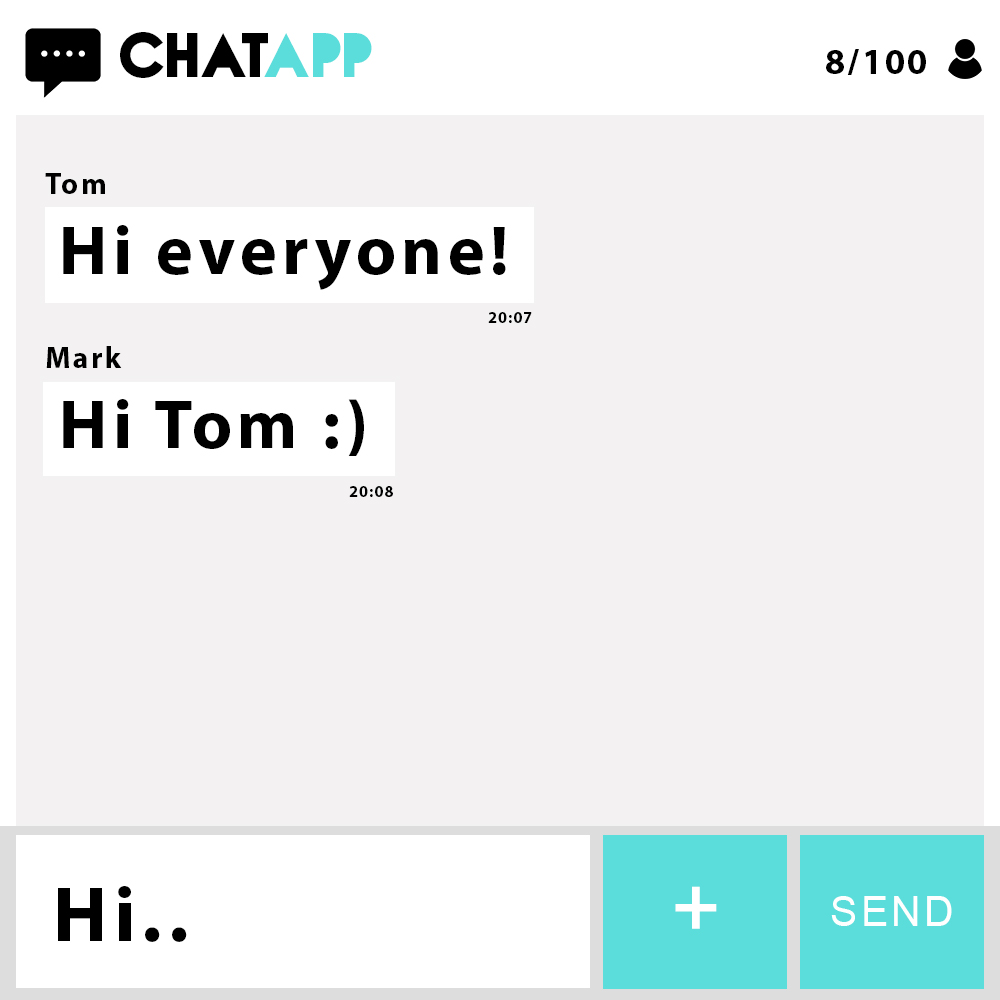 CHATAPP
8/100
Tom
Hi everyone!
20:07
Mark
Hi Tom :)
20:08
Hi..
+
SEND